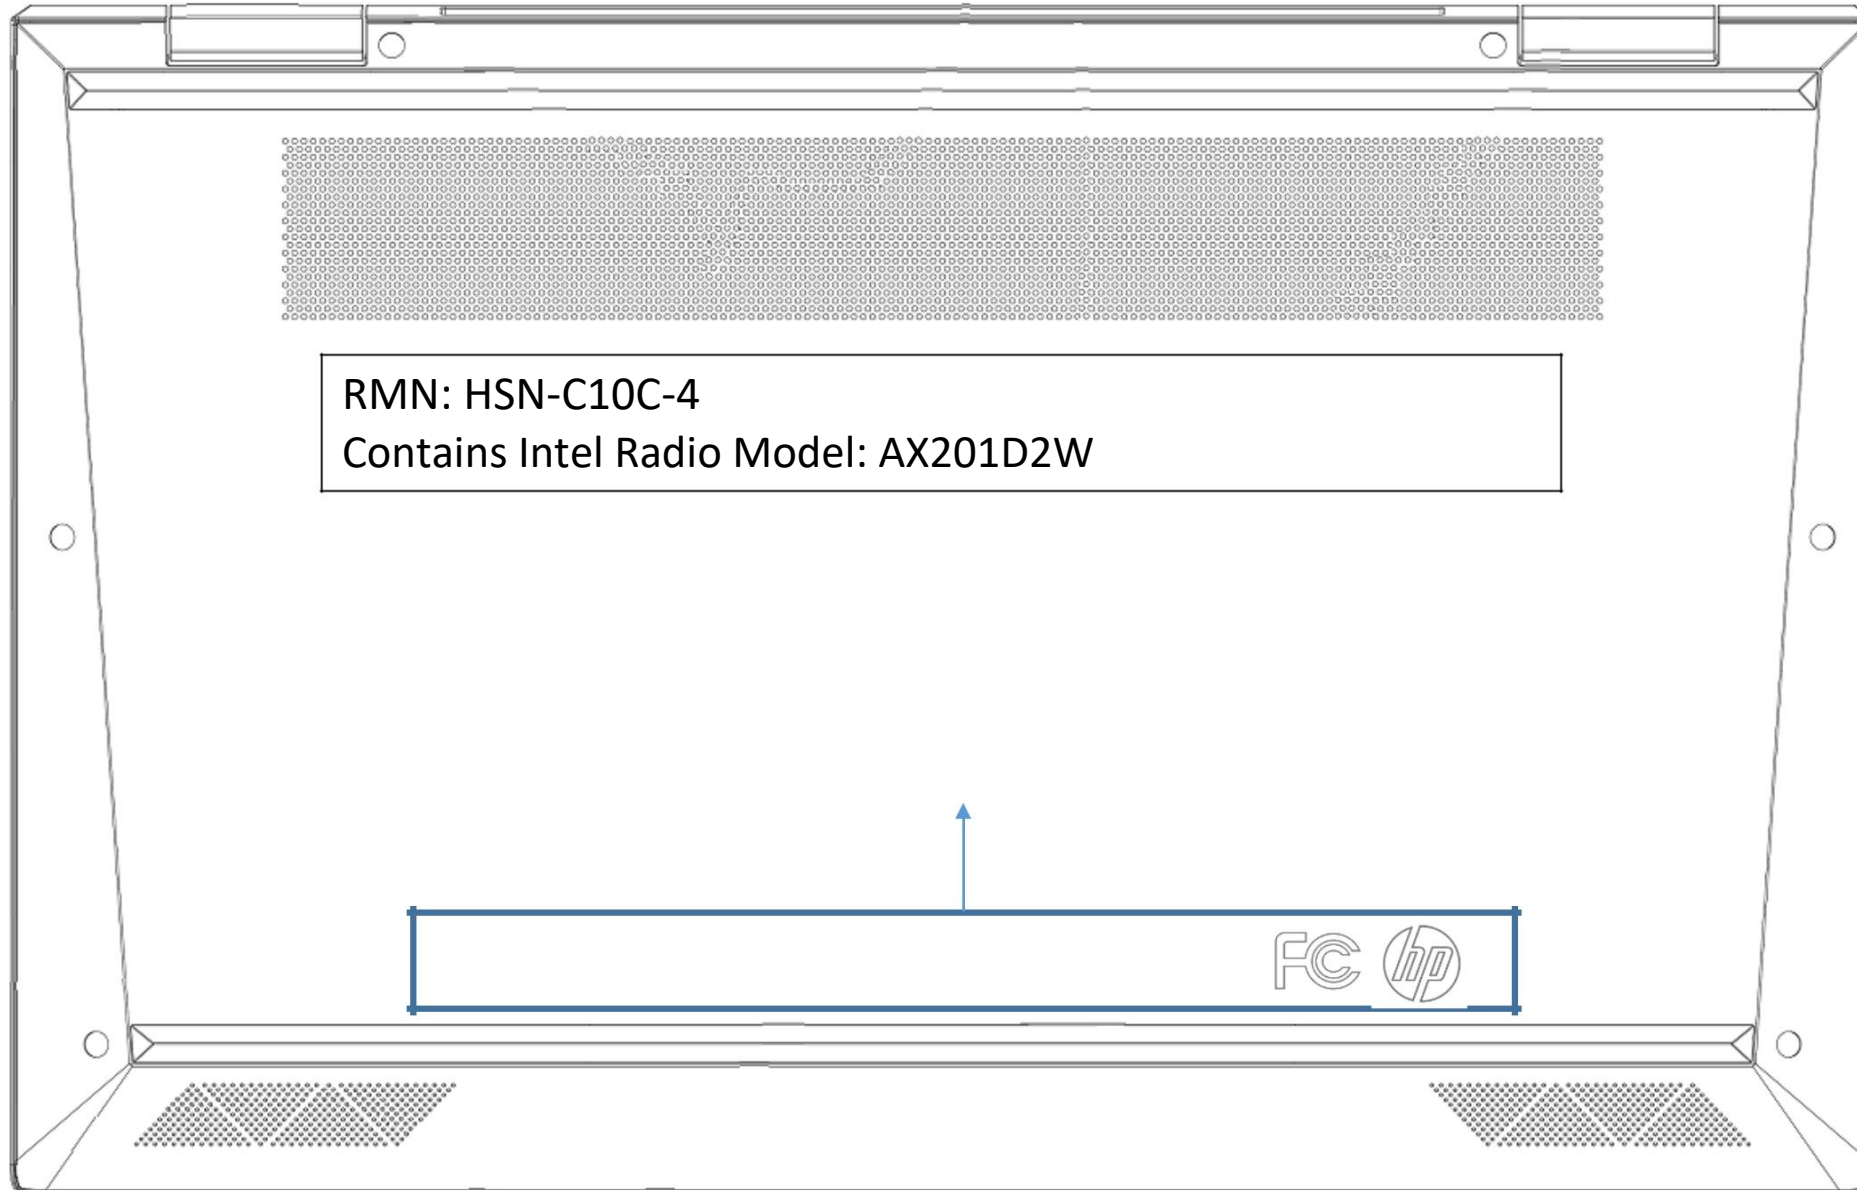 RMN: HSN-C10C-4
Contains Intel Radio Model: AX201D2W
FC hp